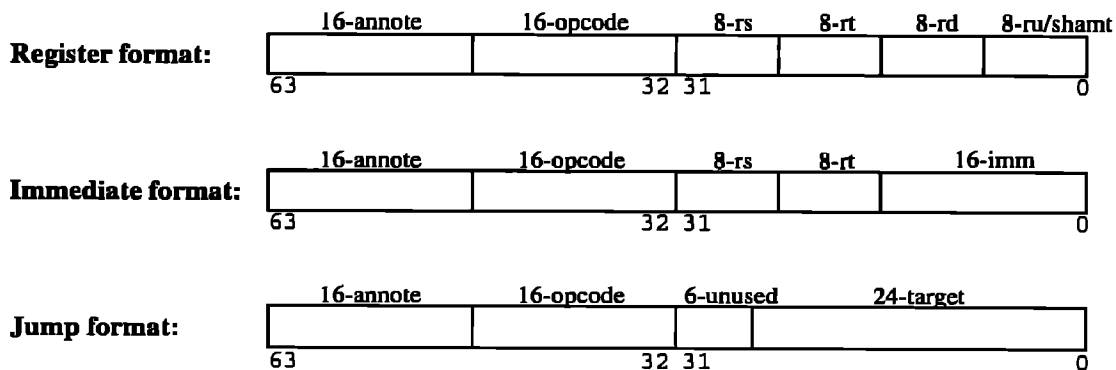 16-annote 16-opcode 8-rs 8-rt 8-rd 8-ru/shamt
Register format:
63 32 31 0
16-annote 16-opcode 8-rs 8-rt 16-imm
Immediate format:
63 32 31 0
16-annote 16-opcode 6-unused 24-target
Jump format:
63 32 31 0